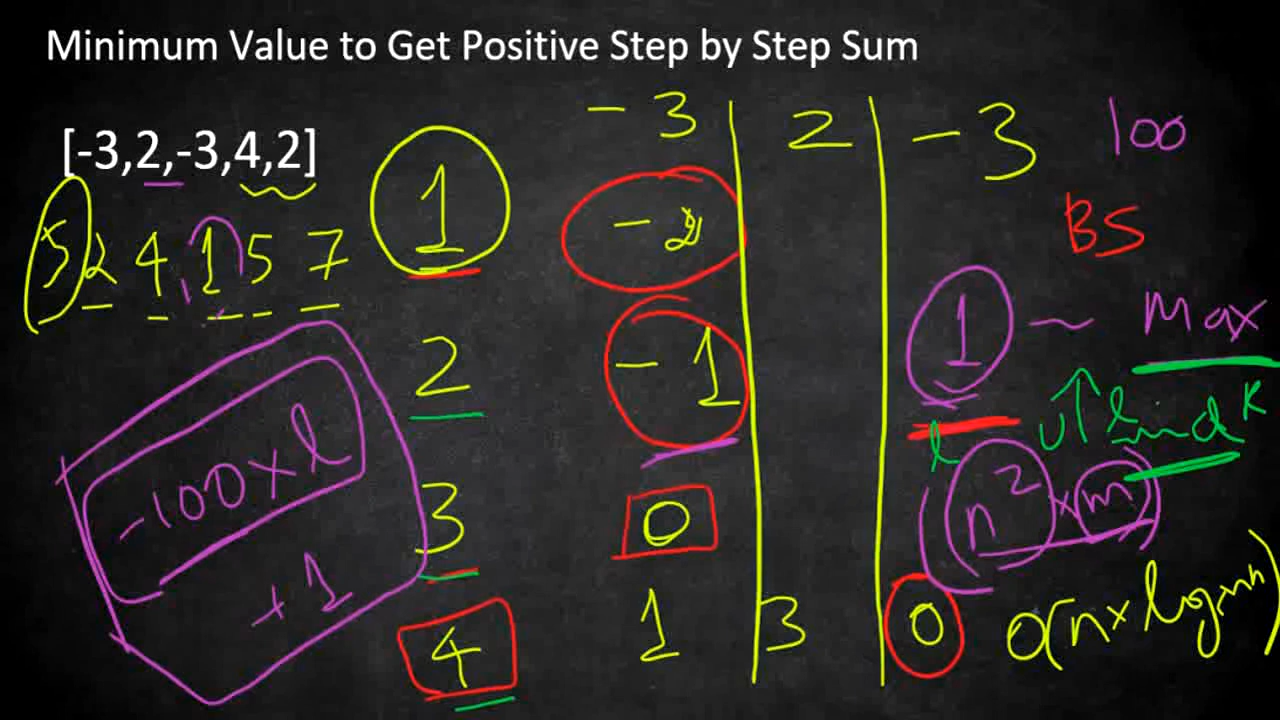 Minimum Value to Get Positive Step by Step Sum
-3 2 -3 100
[-3,2,-3,4,2]
5 2 4 1 5 7
1 -2
BS
2 -1 1 ~ Max
-100 x l
+ 1
3 0 (n² x m)
4 1 3 0 O(n x log mn)